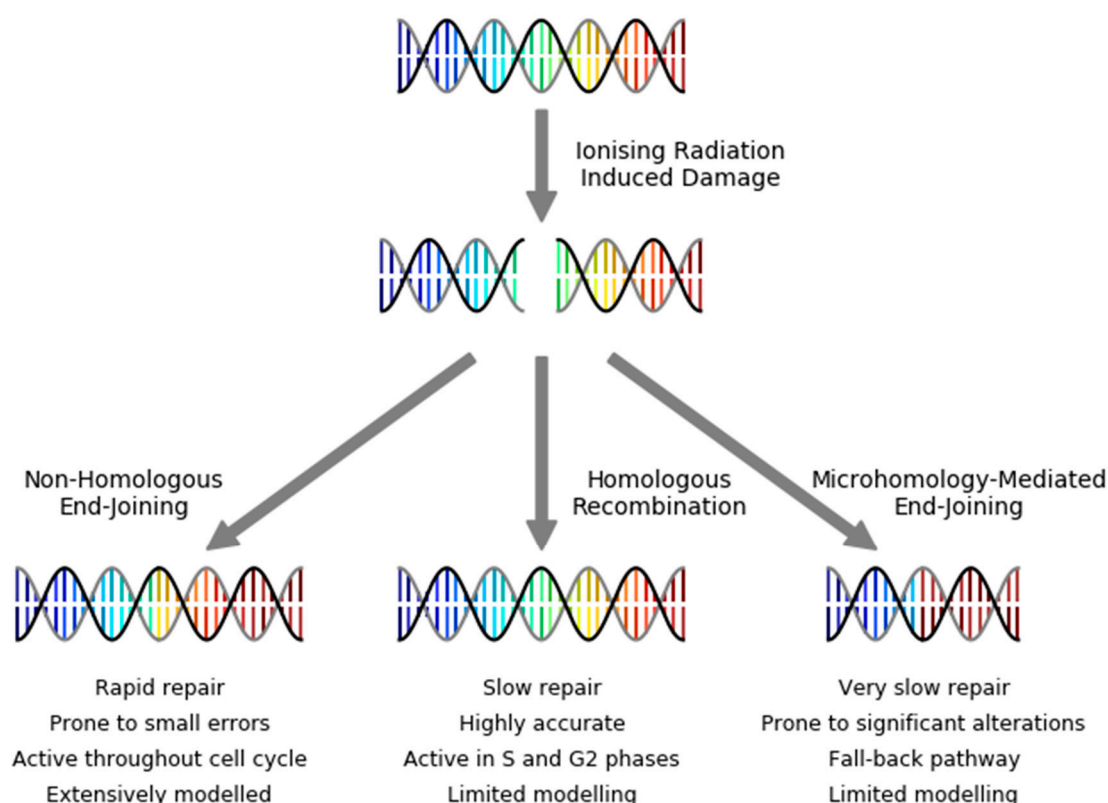 Ionising Radiation
Induced Damage
Non-Homologous
End-Joining
Homologous
Recombination
Microhomology-Mediated
End-Joining
Rapid repair
Prone to small errors
Active throughout cell cycle
Extensively modelled
Slow repair
Highly accurate
Active in S and G2 phases
Limited modelling
Very slow repair
Prone to significant alterations
Fall-back pathway
Limited modelling